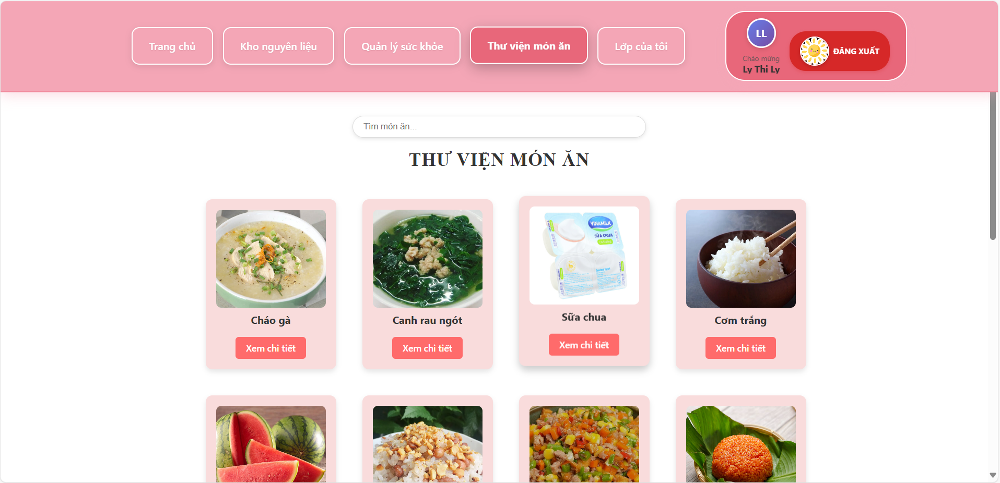 Trang chủ
Kho nguyên liệu
Quản lý sức khỏe
Thư viện món ăn
Lớp của tôi
LL
Chào mừng
Ly Thi Ly
ĐĂNG XUẤT
Tìm món ăn...
THƯ VIỆN MÓN ĂN
VINAMILK
SỮA CHUA
Cháo gà
Canh rau ngót
Sữa chua
Cơm trắng
Xem chi tiết
Xem chi tiết
Xem chi tiết
Xem chi tiết